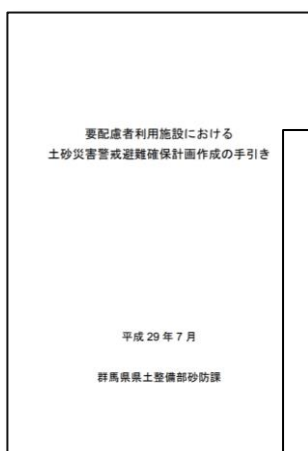 要配慮者利用施設における
土砂災害警戒避難確保計画作成の手引き
平成 29 年 7 月
群馬県県土整備部砂防課